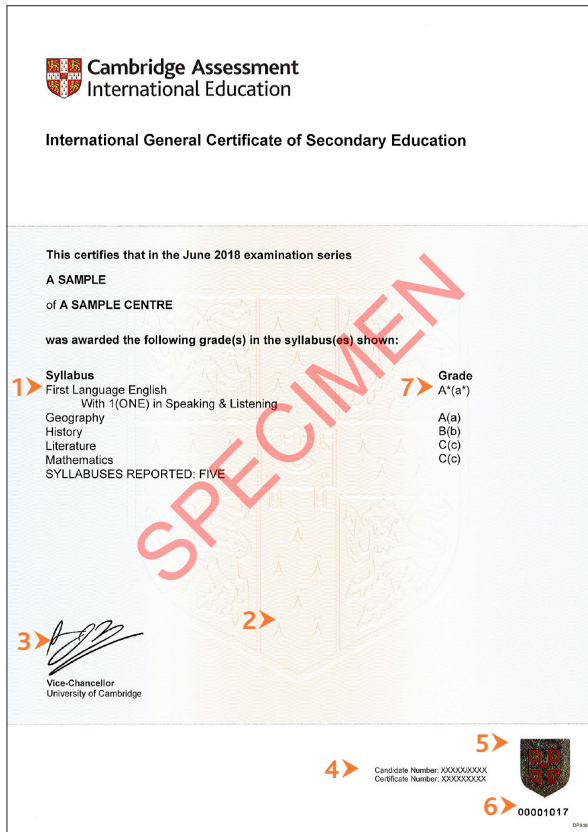 Cambridge Assessment
International Education
International General Certificate of Secondary Education
This certifies that in the June 2018 examination series
A SAMPLE
of A SAMPLE CENTRE
was awarded the following grade(s) in the syllabus(es) shown:
Syllabus Grade
1 First Language English 7 A*(a*)
With 1(ONE) in Speaking & Listening
Geography A(a)
History B(b)
Literature C(c)
Mathematics C(c)
SYLLABUSES REPORTED: FIVE
SPECIMEN
2
3
Vice-Chancellor
University of Cambridge
5
4 Candidate Number: XXXXX/XXXX
Certificate Number: XXXXXXXXX
6 00001017